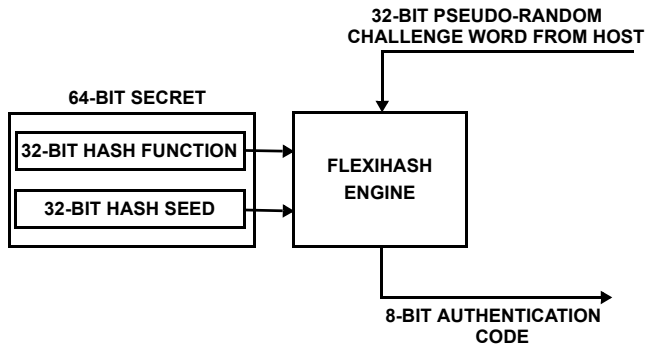 32-BIT PSEUDO-RANDOM
CHALLENGE WORD FROM HOST
64-BIT SECRET
32-BIT HASH FUNCTION
32-BIT HASH SEED
FLEXIHASH
ENGINE
8-BIT AUTHENTICATION
CODE